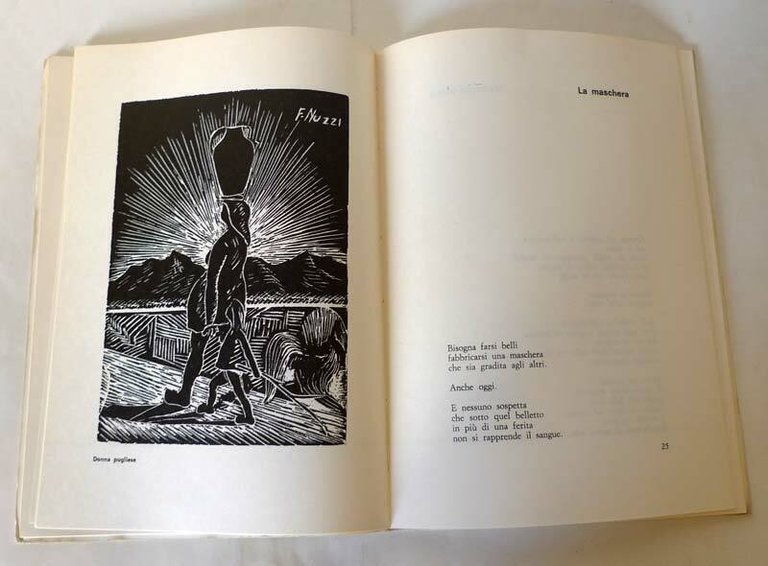 F. NUZZI
Donna pugliese
La maschera
Bisogna farsi belli
fabbricarsi una maschera
che sia gradita agli altri.
Anche oggi.
E nessuno sospetta
che sotto quel belletto
in più di una ferita
non si rapprende il sangue.
25